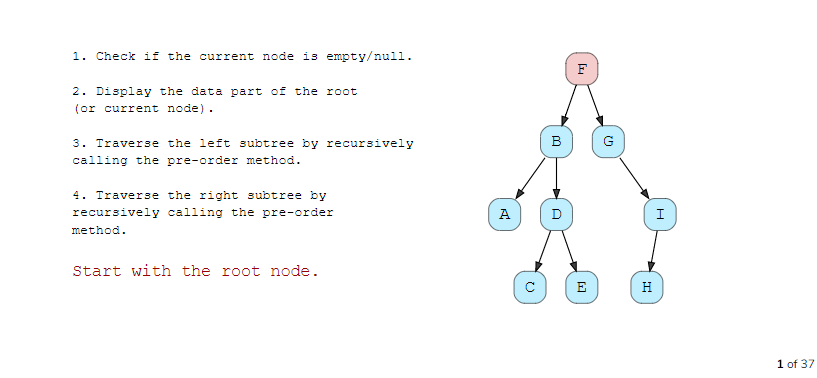 1. Check if the current node is empty/null.
2. Display the data part of the root
(or current node).
3. Traverse the left subtree by recursively
calling the pre-order method.
4. Traverse the right subtree by
recursively calling the pre-order
method.
Start with the root node.
F
B G
A D I
C E H
1 of 37